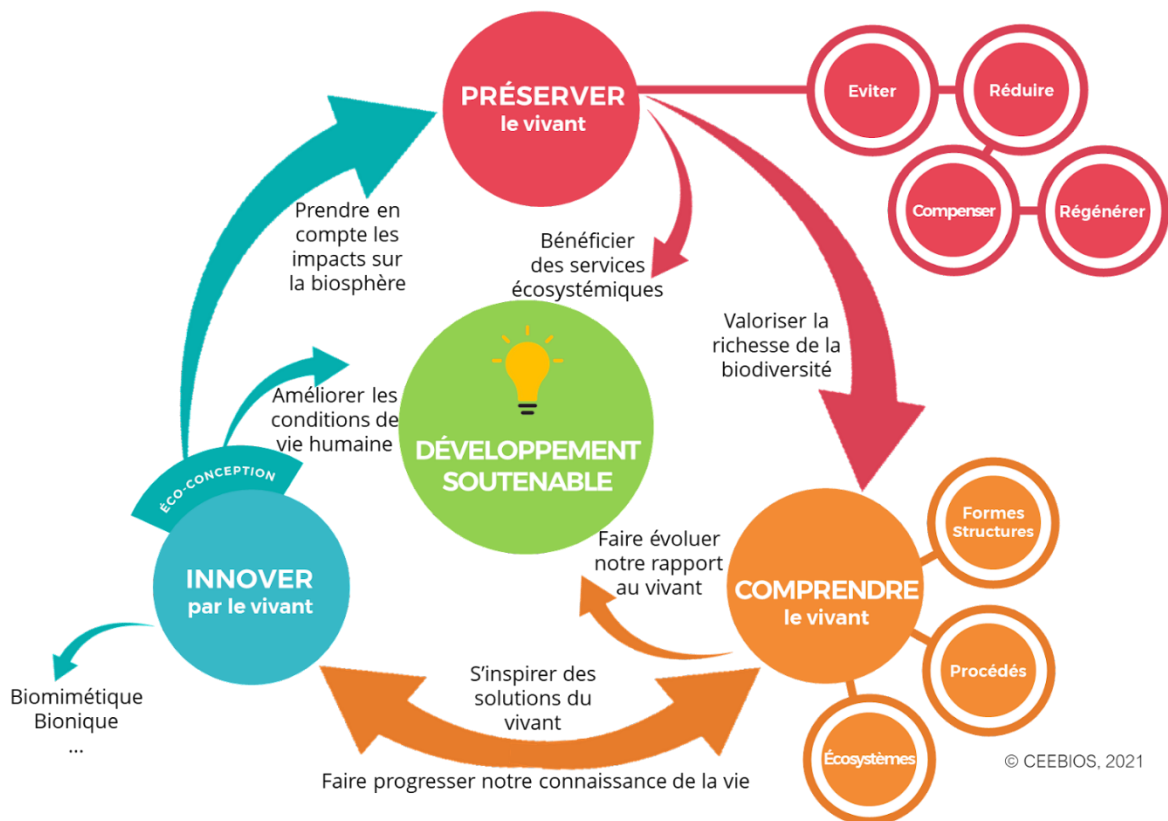 PRÉSERVER
le vivant
Eviter
Réduire
Compenser
Régénérer
Prendre en
compte les
impacts sur
la biosphère
Bénéficier
des services
écosystémiques
Valoriser la
richesse de la
biodiversité
Améliorer les
conditions de
vie humaine
DÉVELOPPEMENT
SOUTENABLE
ÉCO-CONCEPTION
INNOVER
par le vivant
Faire évoluer
notre rapport
au vivant
COMPRENDRE
le vivant
Formes
Structures
Procédés
Écosystèmes
Biomimétique
Bionique
...
S'inspirer des
solutions du
vivant
Faire progresser notre connaissance de la vie
© CEEBIOS, 2021